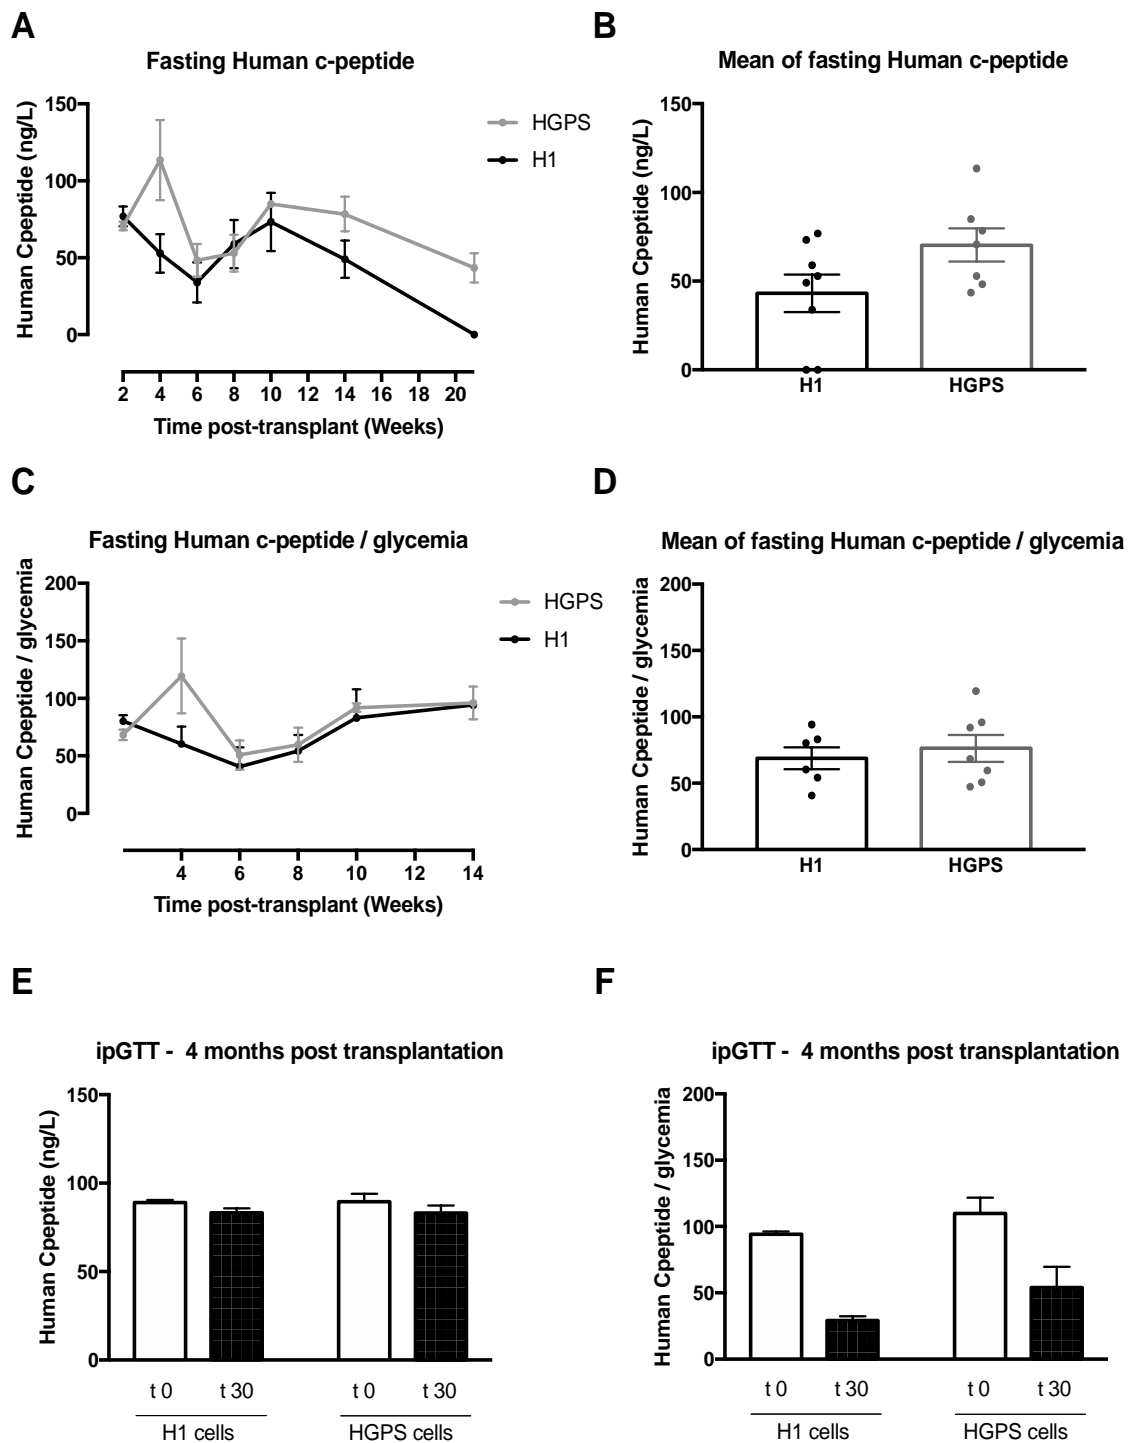 A
Fasting Human c-peptide
Human Cpeptide (ng/L)
150
100
50
0
HGPS
H1
2 4 6 8 10 12 14 16 18 20
Time post-transplant (Weeks)
B
Mean of fasting Human c-peptide
Human Cpeptide (ng/L)
150
100
50
0
H1 HGPS
C
Fasting Human c-peptide / glycemia
Human Cpeptide / glycemia
200
150
100
50
0
HGPS
H1
4 6 8 10 12 14
Time post-transplant (Weeks)
D
Mean of fasting Human c-peptide / glycemia
Human Cpeptide / glycemia
200
150
100
50
0
H1 HGPS
E
ipGTT - 4 months post transplantation
Human Cpeptide (ng/L)
150
100
50
0
t 0 t 30 t 0 t 30
H1 cells HGPS cells
F
ipGTT - 4 months post transplantation
Human Cpeptide / glycemia
200
150
100
50
0
t 0 t 30 t 0 t 30
H1 cells HGPS cells